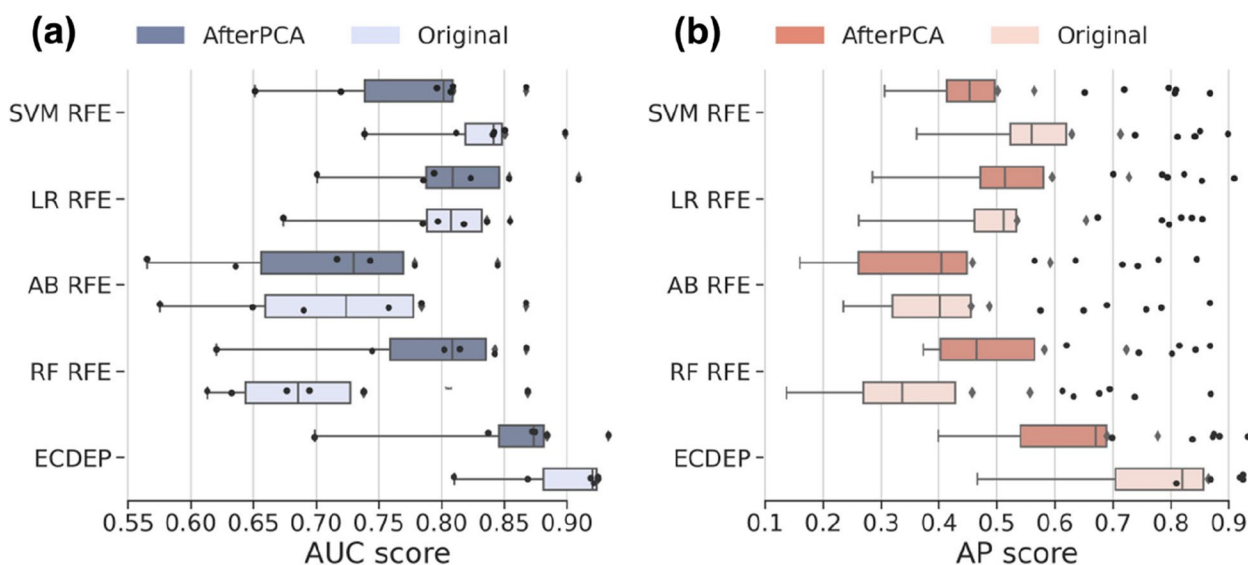 (a) AfterPCA Original
SVM RFE
LR RFE
AB RFE
RF RFE
ECDEP
0.55 0.60 0.65 0.70 0.75 0.80 0.85 0.90
AUC score
(b) AfterPCA Original
SVM RFE
LR RFE
AB RFE
RF RFE
ECDEP
0.1 0.2 0.3 0.4 0.5 0.6 0.7 0.8 0.9
AP score